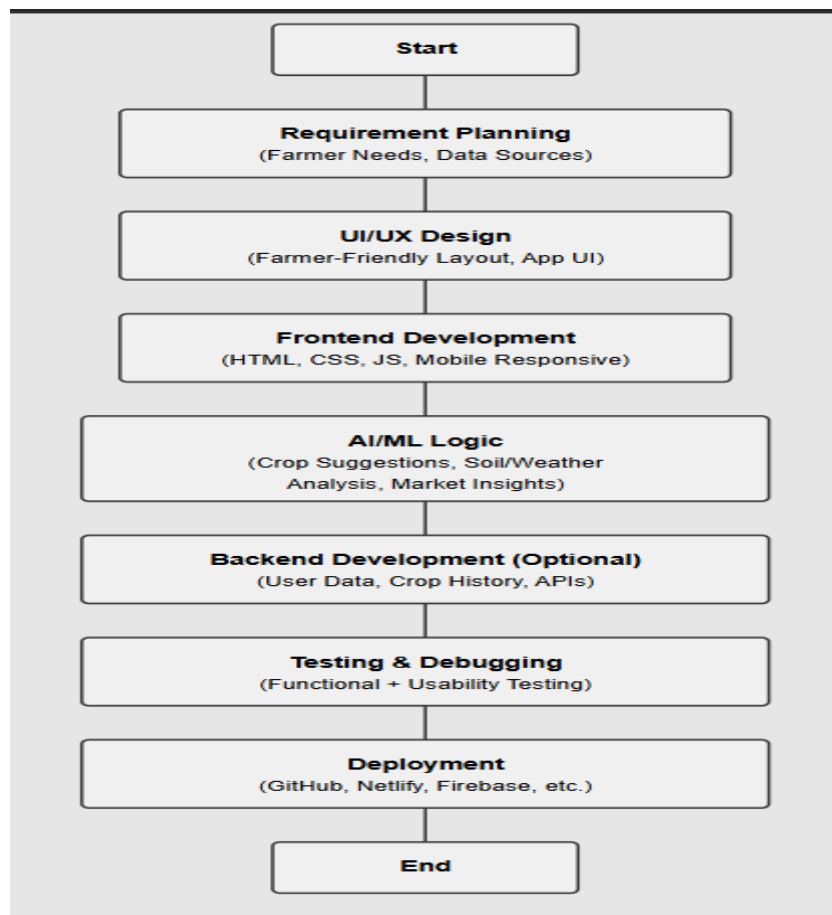 Start
Requirement Planning
(Farmer Needs, Data Sources)
UI/UX Design
(Farmer-Friendly Layout, App UI)
Frontend Development
(HTML, CSS, JS, Mobile Responsive)
AI/ML Logic
(Crop Suggestions, Soil/Weather
Analysis, Market Insights)
Backend Development (Optional)
(User Data, Crop History, APIs)
Testing & Debugging
(Functional + Usability Testing)
Deployment
(GitHub, Netlify, Firebase, etc.)
End